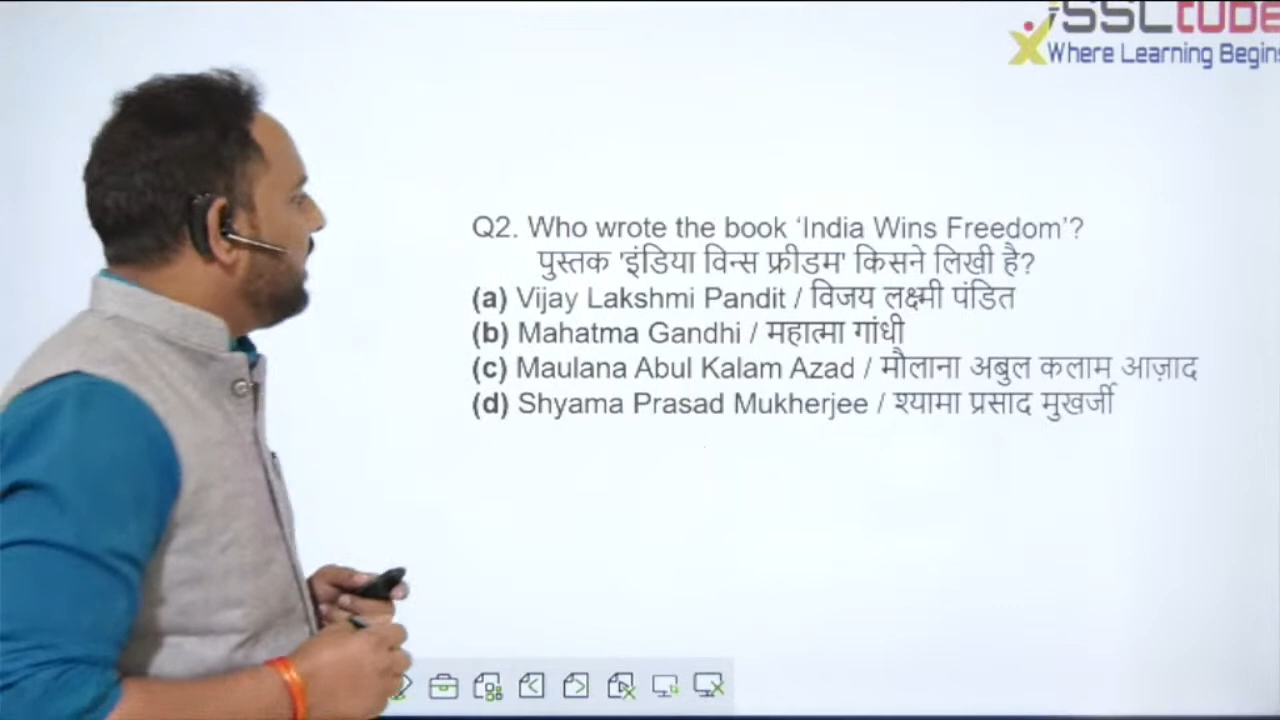 SSLtube
Where Learning Begins
Q2. Who wrote the book ‘India Wins Freedom’?
पुस्तक 'इंडिया विन्स फ्रीडम' किसने लिखी है?
(a) Vijay Lakshmi Pandit / विजय लक्ष्मी पंडित
(b) Mahatma Gandhi / महात्मा गांधी
(c) Maulana Abul Kalam Azad / मौलाना अबुल कलाम आज़ाद
(d) Shyama Prasad Mukherjee / श्यामा प्रसाद मुखर्जी